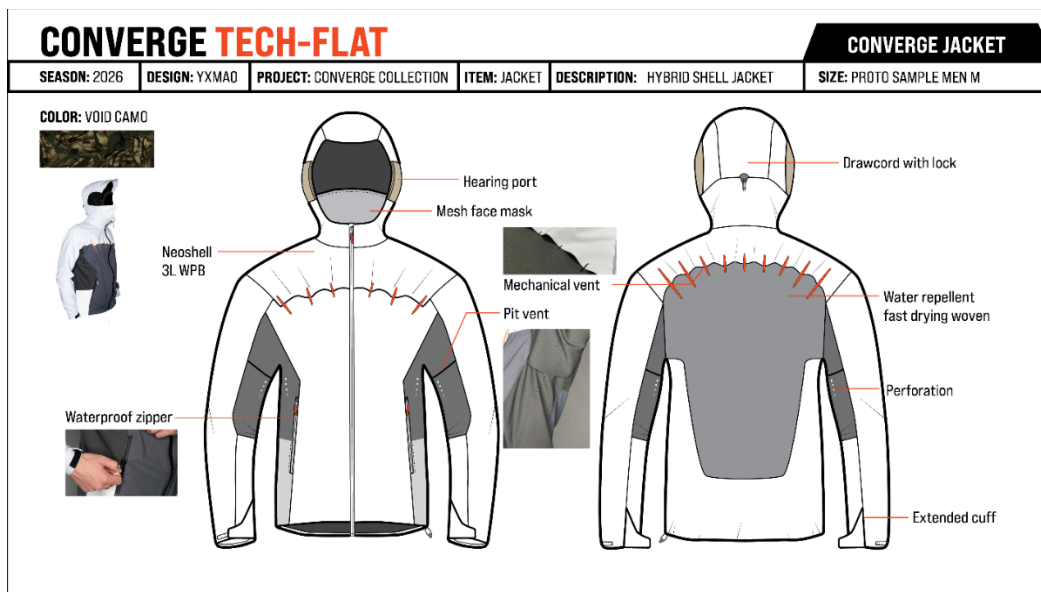 CONVERGE TECH-FLAT
CONVERGE JACKET
SEASON: 2026
DESIGN: YXMAO
PROJECT: CONVERGE COLLECTION
ITEM: JACKET
DESCRIPTION: HYBRID SHELL JACKET
SIZE: PROTO SAMPLE MEN M
COLOR: VOID CAMO
Hearing port
Mesh face mask
Neoshell
3L WPB
Mechanical vent
Pit vent
Waterproof zipper
Drawcord with lock
Water repellent
fast drying woven
Perforation
Extended cuff